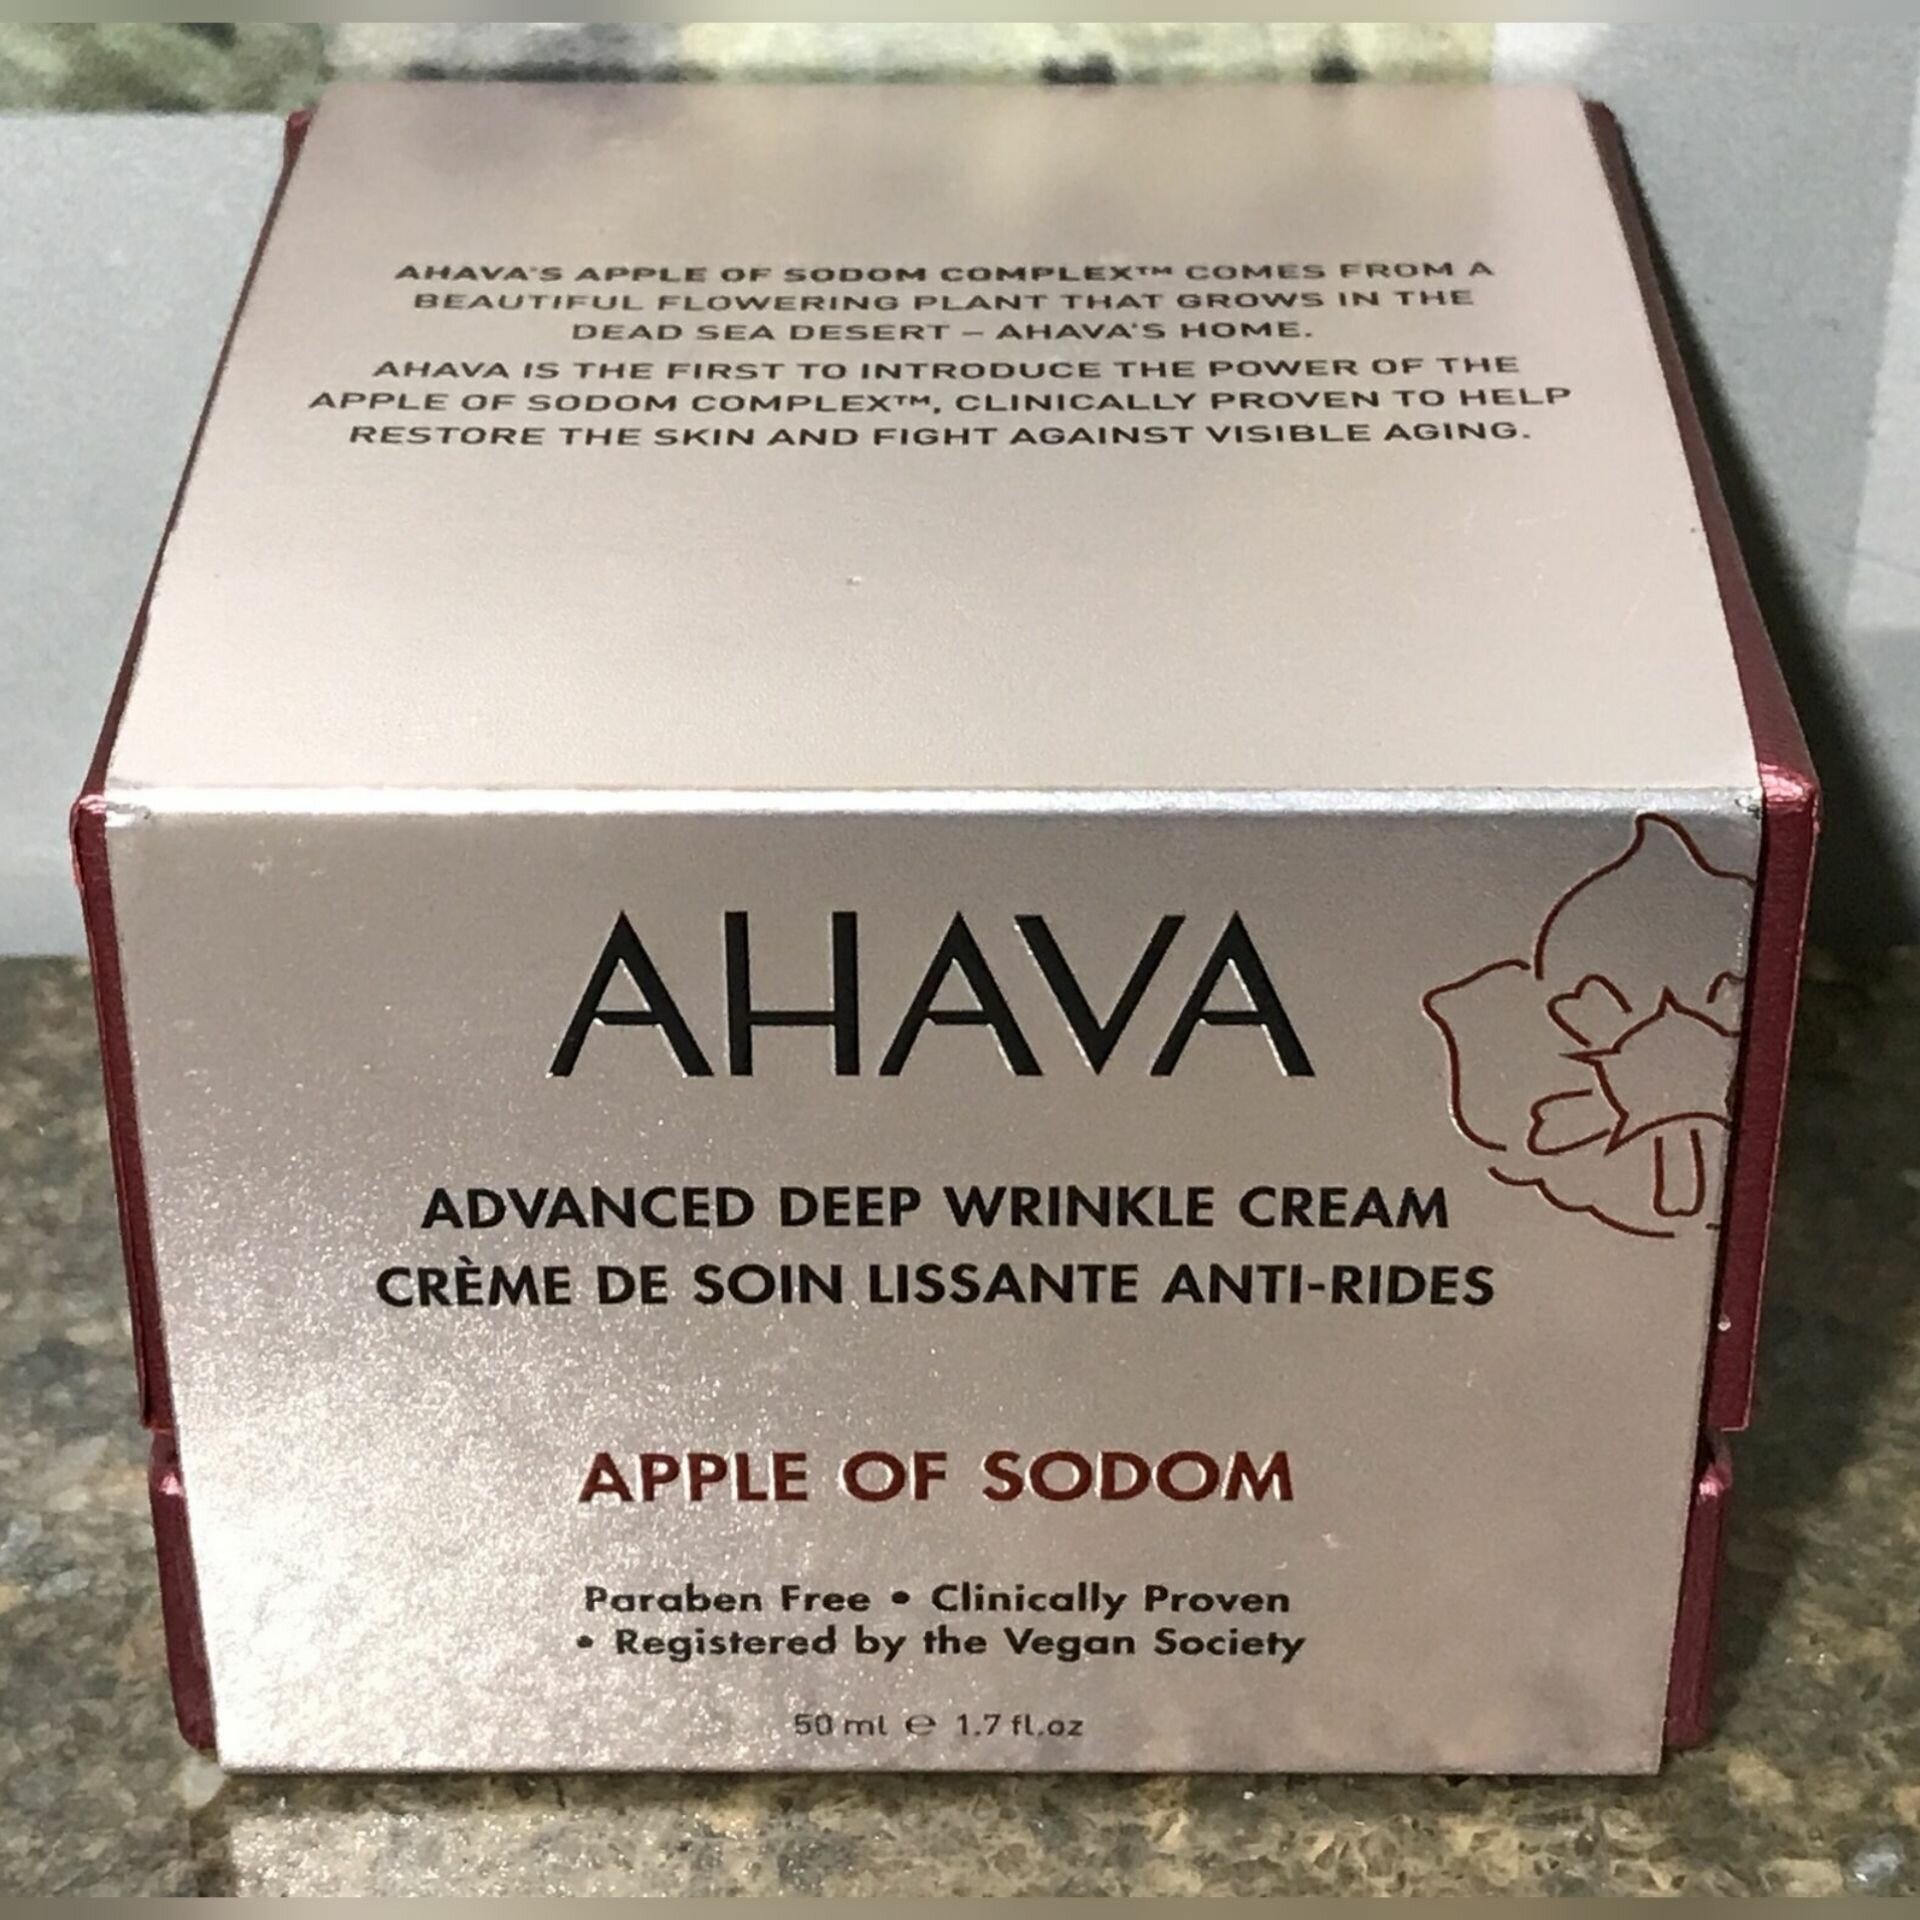 AHAVA'S APPLE OF SODOM COMPLEX™ COMES FROM A
BEAUTIFUL FLOWERING PLANT THAT GROWS IN THE
DEAD SEA DESERT – AHAVA'S HOME.
AHAVA IS THE FIRST TO INTRODUCE THE POWER OF THE
APPLE OF SODOM COMPLEX™, CLINICALLY PROVEN TO HELP
RESTORE THE SKIN AND FIGHT AGAINST VISIBLE AGING.
AHAVA
ADVANCED DEEP WRINKLE CREAM
CRÈME DE SOIN LISSANTE ANTI-RIDES
APPLE OF SODOM
Paraben Free • Clinically Proven
• Registered by the Vegan Society
50 ml ℮ 1.7 fl.oz